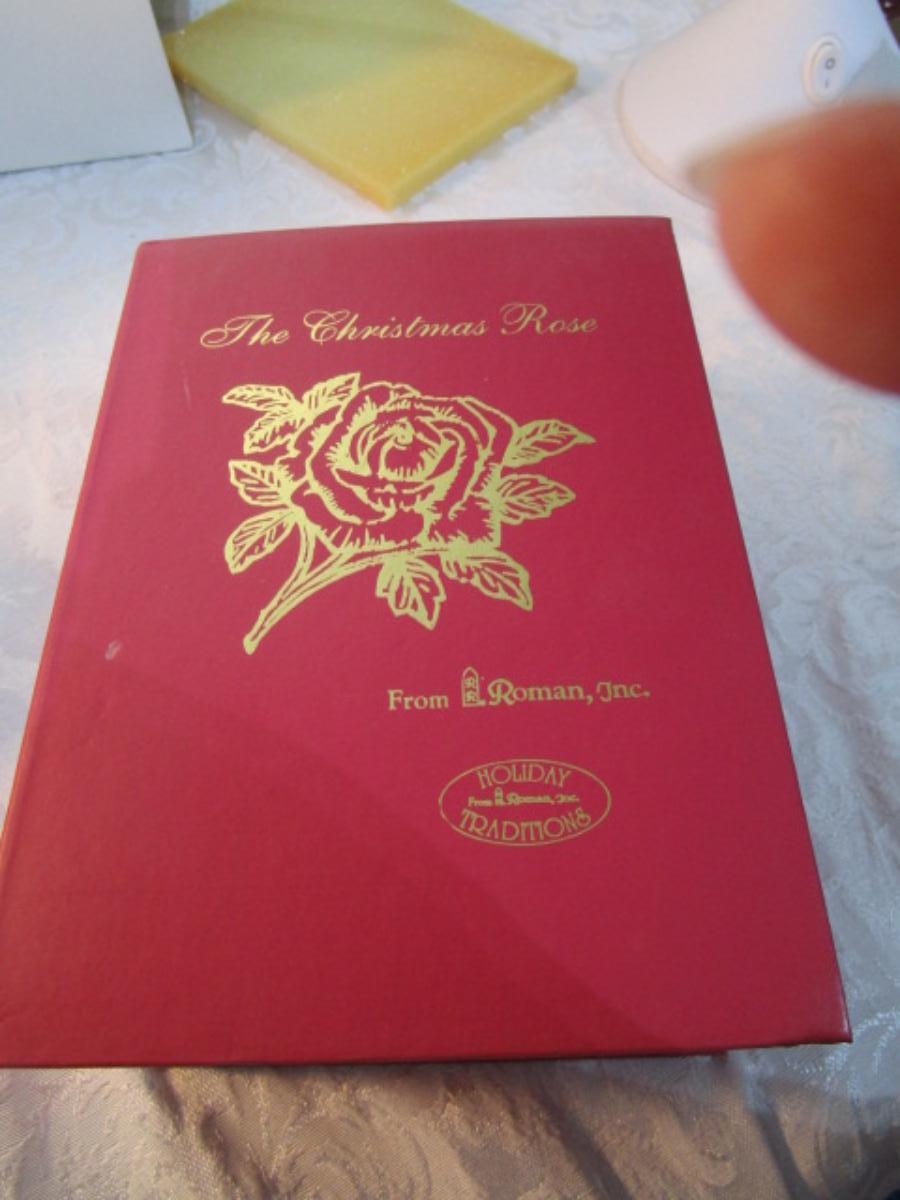 The Christmas Rose
From Roman, Inc.
HOLIDAY
From Roman, Inc.
TRADITIONS